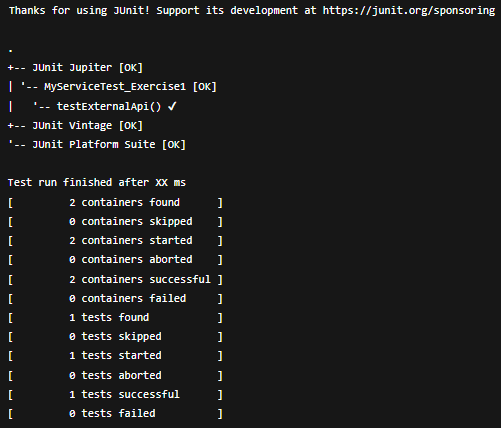 Thanks for using JUnit! Support its development at https://junit.org/sponsoring
.
+-- JUnit Jupiter [OK]
| '-- MyServiceTest_Exercise1 [OK]
|   '-- testExternalApi() ✔
+-- JUnit Vintage [OK]
'-- JUnit Platform Suite [OK]
Test run finished after XX ms
[         2 containers found      ]
[         0 containers skipped    ]
[         2 containers started    ]
[         0 containers aborted    ]
[         2 containers successful ]
[         0 containers failed     ]
[         1 tests found           ]
[         0 tests skipped         ]
[         1 tests started         ]
[         0 tests aborted         ]
[         1 tests successful      ]
[         0 tests failed          ]